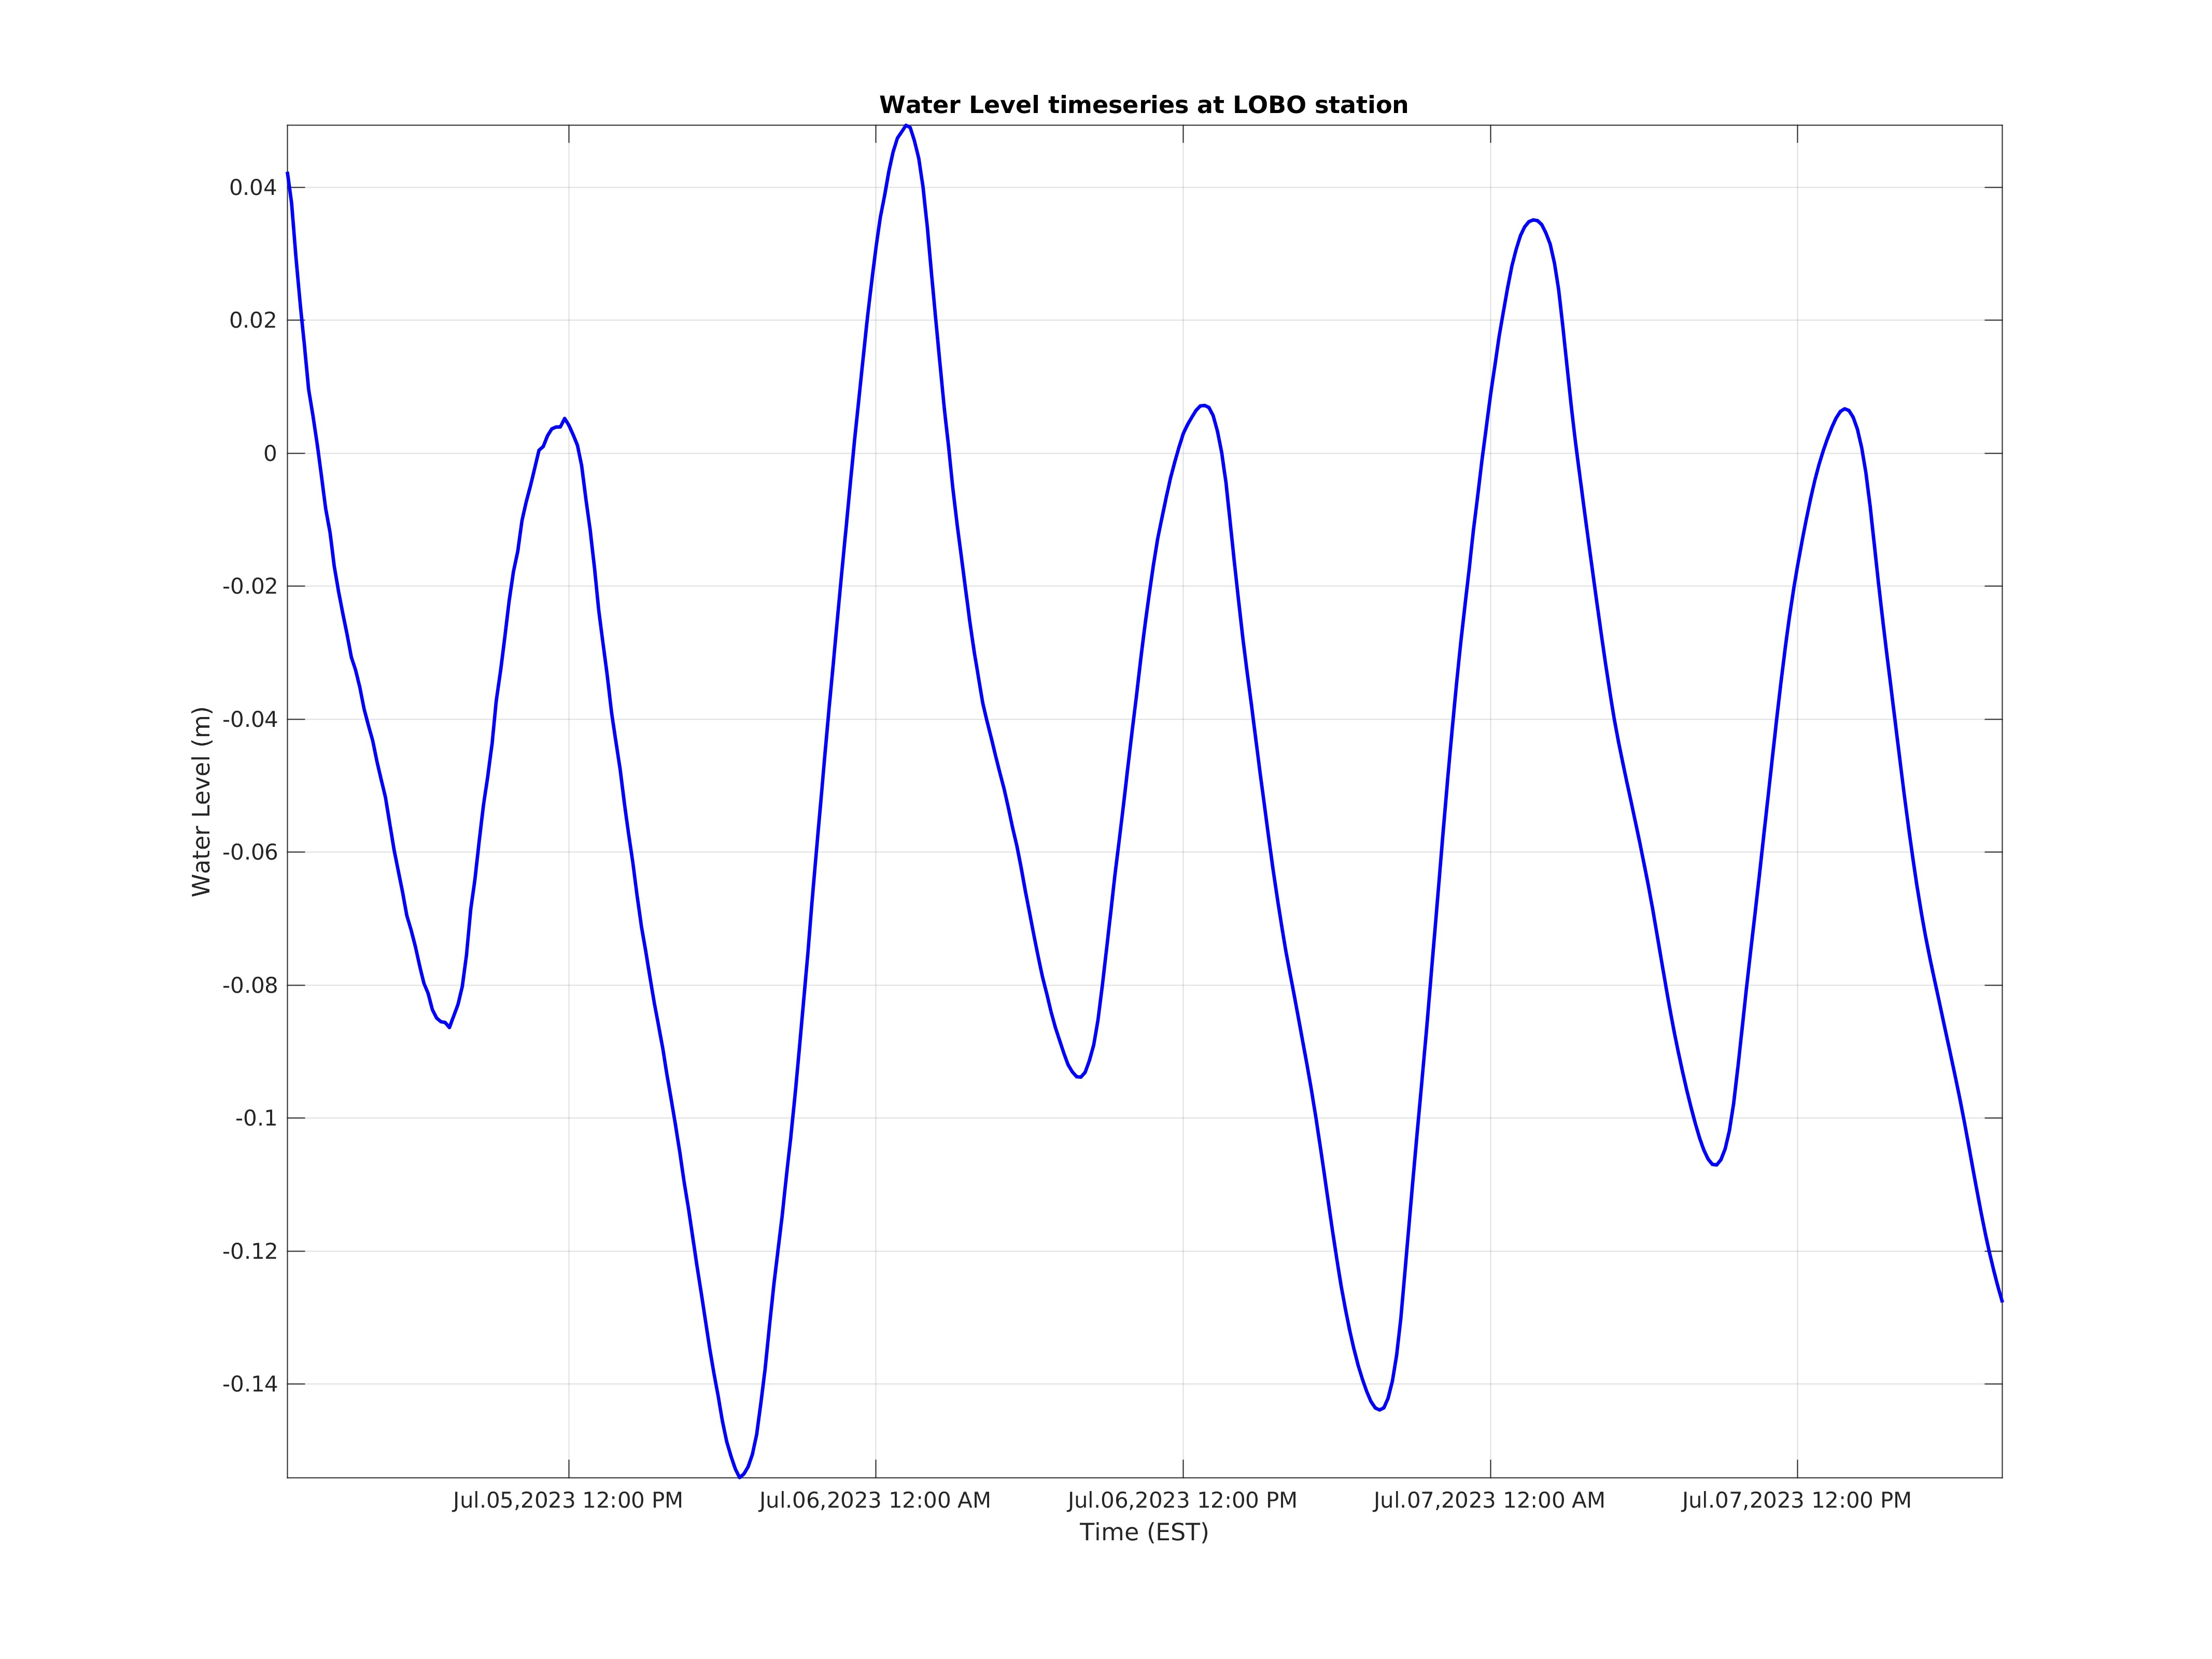 Water Level timeseries at LOBO station
0.04
0.02
0
-0.02
-0.04
-0.06
-0.08
-0.1
-0.12
-0.14
Water Level (m)
Jul.05,2023 12:00 PM
Jul.06,2023 12:00 AM
Jul.06,2023 12:00 PM
Jul.07,2023 12:00 AM
Jul.07,2023 12:00 PM
Time (EST)